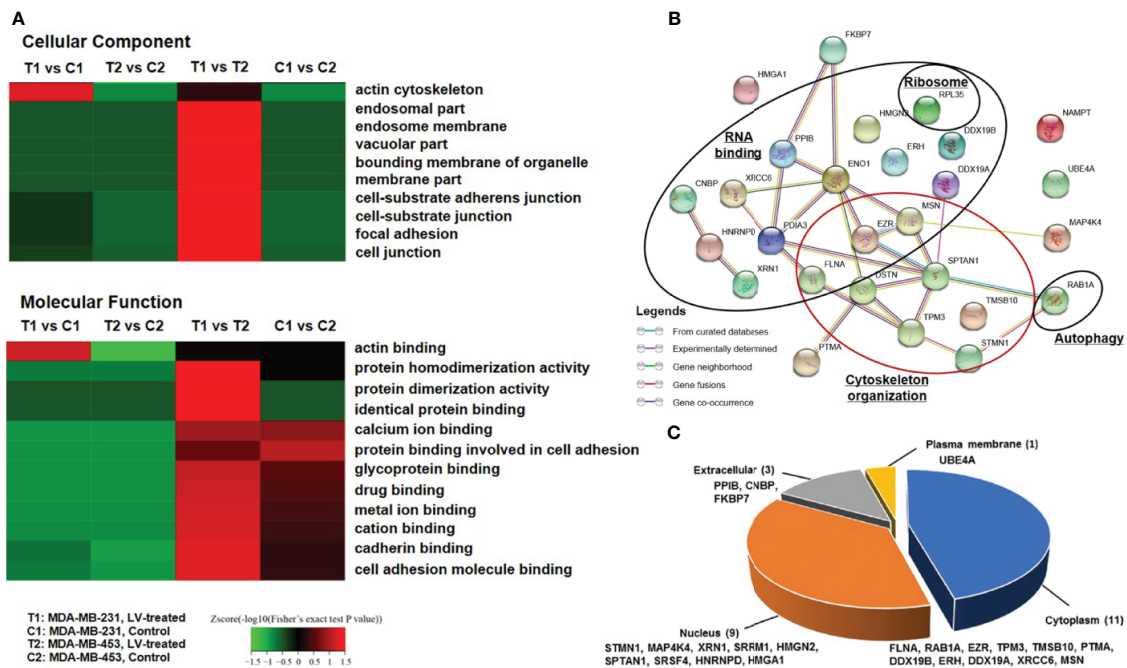 A
Cellular Component
T1 vs C1 T2 vs C2 T1 vs T2 C1 vs C2
actin cytoskeleton
endosomal part
endosome membrane
vacuolar part
bounding membrane of organelle
membrane part
cell-substrate adherens junction
cell-substrate junction
focal adhesion
cell junction
Molecular Function
T1 vs C1 T2 vs C2 T1 vs T2 C1 vs C2
actin binding
protein homodimerization activity
protein dimerization activity
identical protein binding
calcium ion binding
protein binding involved in cell adhesion
glycoprotein binding
drug binding
metal ion binding
cation binding
cadherin binding
cell adhesion molecule binding
T1: MDA-MB-231, LV-treated
C1: MDA-MB-231, Control
T2: MDA-MB-453, LV-treated
C2: MDA-MB-453, Control
Zscore(-log10(Fisher's exact test P value))
-1.5 -1 -0.5 0 0.5 1 1.5
B
FKBP7
HMGA1
Ribosome
RPL35
HMGN2
NAMPT
DDX19B
PPIB
RNA
binding
ERH
ENO1
DDX19A
UBE4A
XRCC6
CNBP
MSN
EZR
MAP4K4
PDIA3
HNRNPD
FLNA
SPTAN1
XRN1
DSTN
RAB1A
TMSB10
Legends
From curated databases
Experimentally determined
Gene neighborhood
Gene fusions
Gene co-occurrence
TPM3
STMN1
Autophagy
PTMA
Cytoskeleton
organization
C
Plasma membrane (1)
UBE4A
Extracellular (3)
PPIB, CNBP,
FKBP7
Nucleus (9)
STMN1, MAP4K4, XRN1, SRRM1, HMGN2,
SPTAN1, SRSF4, HNRNPD, HMGA1
Cytoplasm (11)
FLNA, RAB1A, EZR, TPM3, TMSB10, PTMA,
DDX19B, ERH, DDX19A, XRCC6, MSN